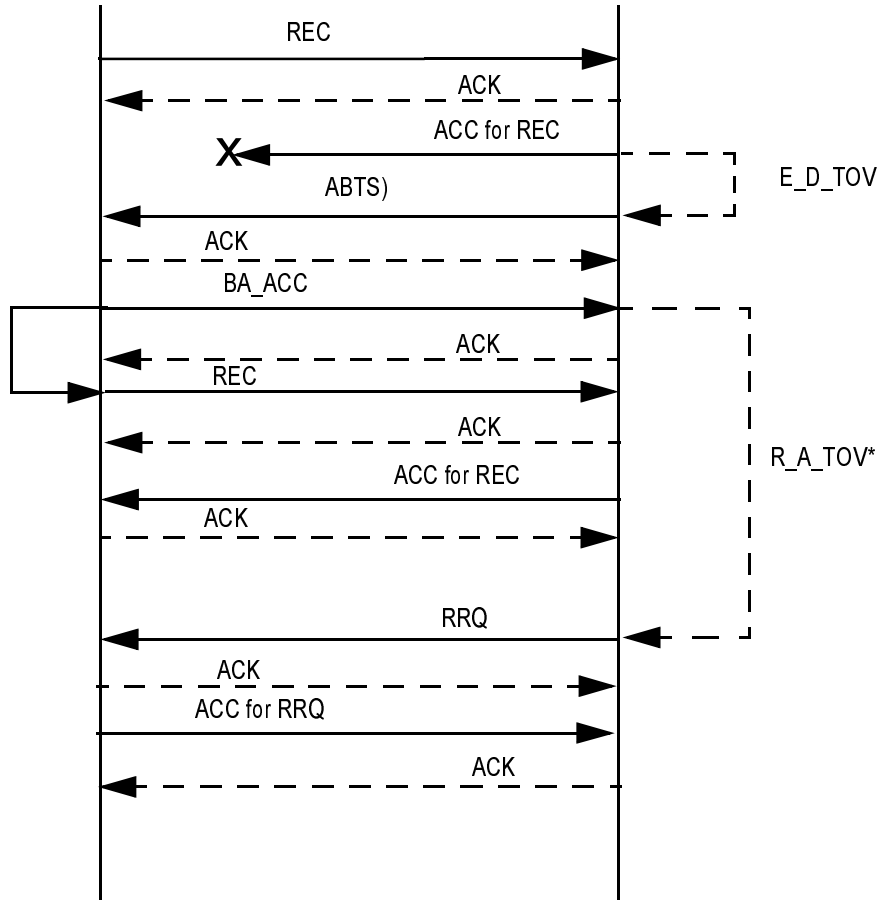 REC
ACK
ACC for REC
X
E_D_TOV
ABTS)
ACK
BA_ACC
ACK
REC
ACK
R_A_TOV*
ACC for REC
ACK
RRQ
ACK
ACC for RRQ
ACK